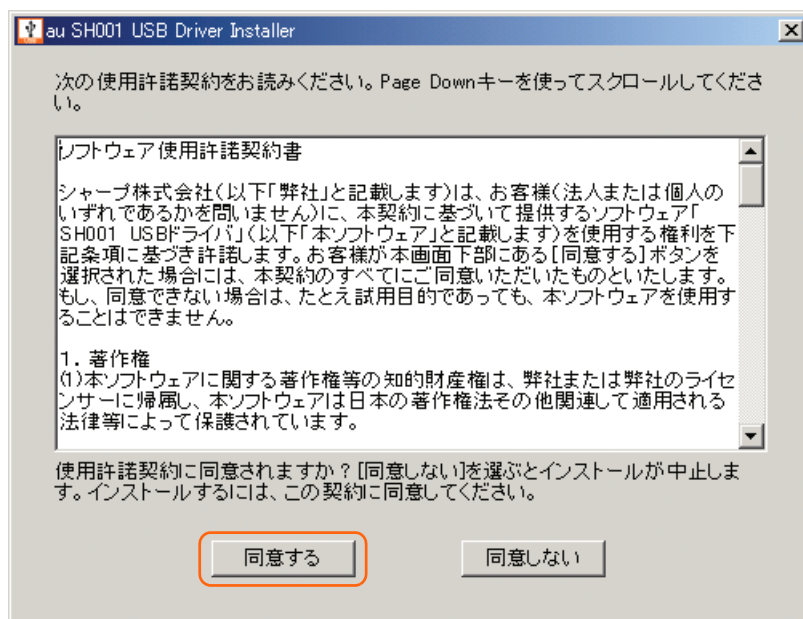 au SH001 USB Driver Installer
次の使用許諾契約をお読みください。Page Downキーを使ってスクロールしてくださ
い。
ソフトウェア使用許諾契約書
シャープ株式会社(以下「弊社」と記載します)は、お客様(法人または個人の
いずれであるかを問いません)に、本契約に基づいて提供するソフトウェア「
SH001 USBドライバ」(以下「本ソフトウェア」と記載します)を使用する権利を下
記条項に基づき許諾します。お客様が本画面下部にある[同意する]ボタンを
選択された場合には、本契約のすべてにご同意いただいたものといたします。
もし、同意できない場合は、たとえ試用目的であっても、本ソフトウェアを使用す
ることはできません。
1. 著作権
(1)本ソフトウェアに関する著作権等の知的財産権は、弊社または弊社のライセ
ンサーに帰属し、本ソフトウェアは日本の著作権法その他関連して適用される
法律等によって保護されています。
使用許諾契約に同意されますか?[同意しない]を選ぶとインストールが中止しま
す。インストールするには、この契約に同意してください。
同意する
同意しない